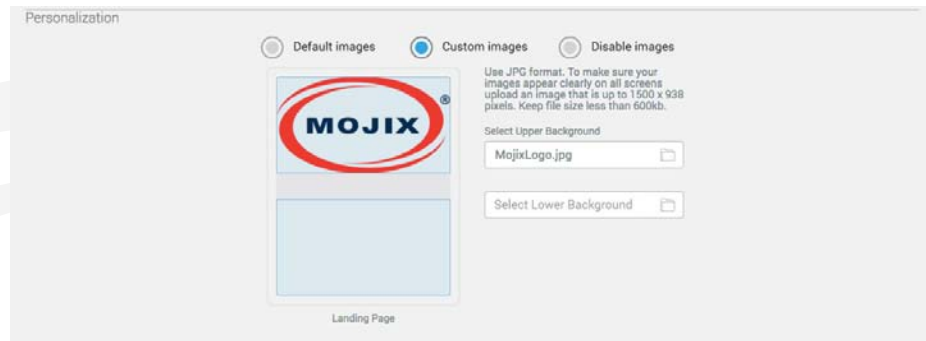 Personalization
Default images Custom images Disable images
Use JPG format. To make sure your
images appear clearly on all screens
upload an image that is up to 1500 x 938
pixels. Keep file size less than 600kb.
MOJIX®
Select Upper Background
MojixLogo.jpg
Select Lower Background
Landing Page